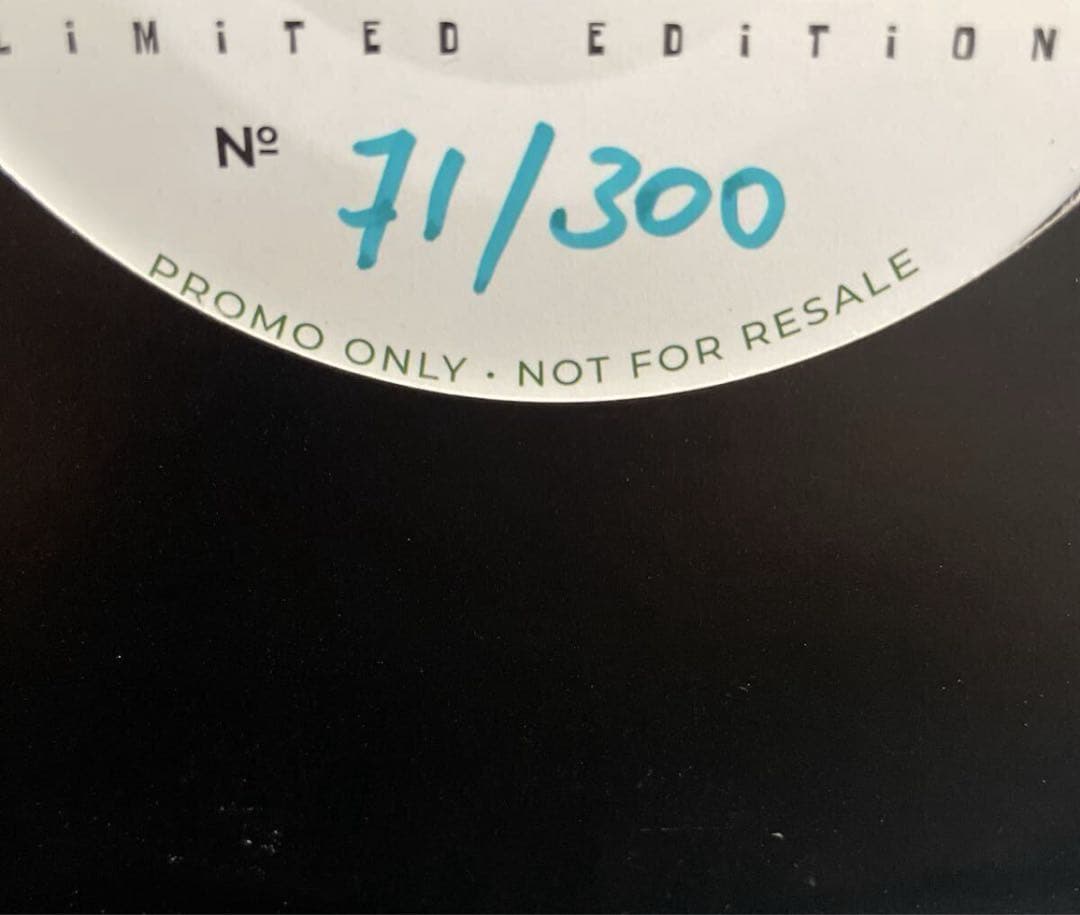 LiMiTED EDiTiON
Nº 71/300
PROMO ONLY · NOT FOR RESALE